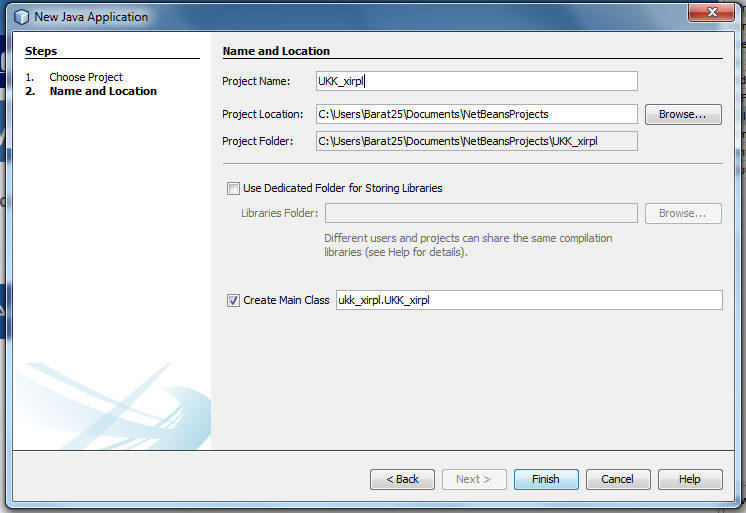 New Java Application
Steps
1. Choose Project
2. Name and Location
Name and Location
Project Name: UKK_xirpl
Project Location: C:\Users\Barat25\Documents\NetBeansProjects Browse...
Project Folder: C:\Users\Barat25\Documents\NetBeansProjects\UKK_xirpl
Use Dedicated Folder for Storing Libraries
Libraries Folder: Browse...
Different users and projects can share the same compilation
libraries (see Help for details).
Create Main Class ukk_xirpl.UKK_xirpl
< Back Next > Finish Cancel Help